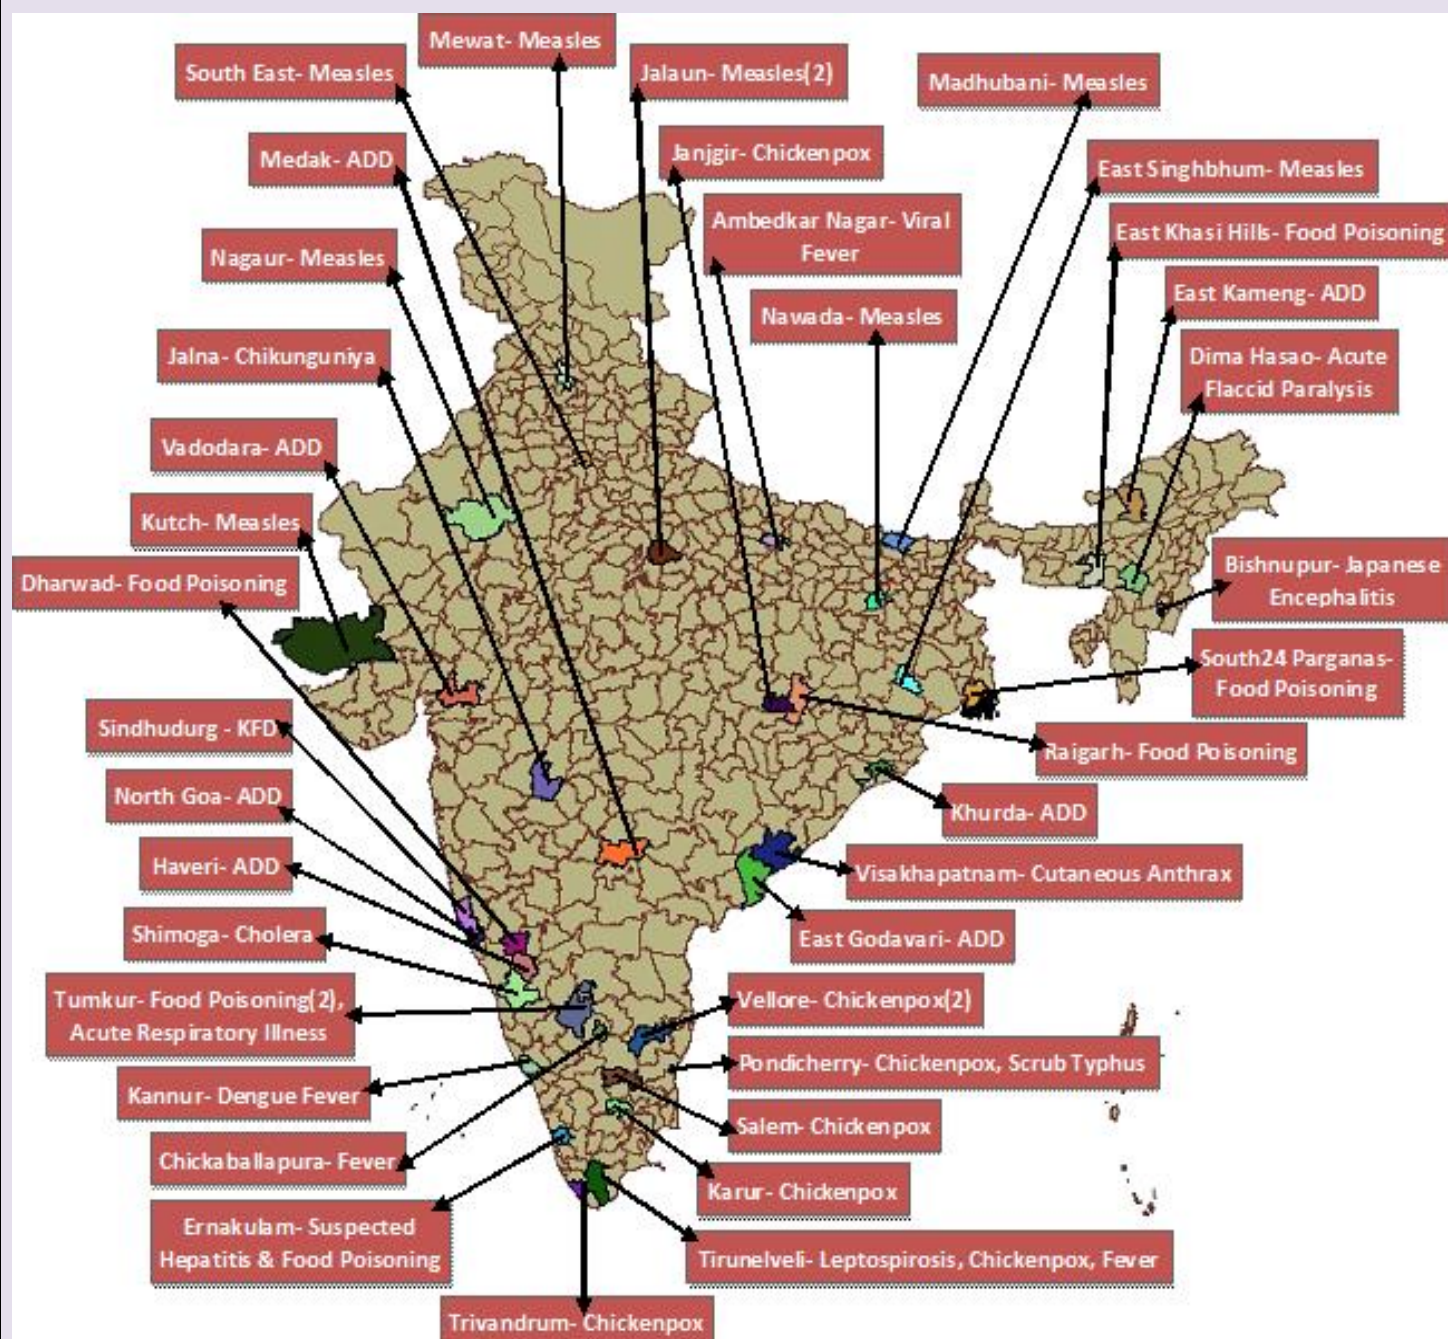 Mewat- Measles
South East- Measles
Jalaun- Measles(2)
Madhubani- Measles
Medak- ADD
Janjgir- Chickenpox
East Singhbhum- Measles
Ambedkar Nagar- Viral
Fever
East Khasi Hills- Food Poisoning
Nagaur- Measles
East Kameng- ADD
Nawada- Measles
Jalna- Chikunguniya
Dima Hasao- Acute
Flaccid Paralysis
Vadodara- ADD
Kutch- Measles
Dharwad- Food Poisoning
Bishnupur- Japanese
Encephalitis
South24 Parganas-
Food Poisoning
Sindhudurg - KFD
Raigarh- Food Poisoning
North Goa- ADD
Khurda- ADD
Haveri- ADD
Visakhapatnam- Cutaneous Anthrax
Shimoga- Cholera
East Godavari- ADD
Tumkur- Food Poisoning(2),
Acute Respiratory Illness
Vellore- Chickenpox(2)
Pondicherry- Chickenpox, Scrub Typhus
Kannur- Dengue Fever
Salem- Chickenpox
Chickaballapura- Fever
Karur- Chickenpox
Ernakulam- Suspected
Hepatitis & Food Poisoning
Tirunelveli- Leptospirosis, Chickenpox, Fever
Trivandrum- Chickenpox